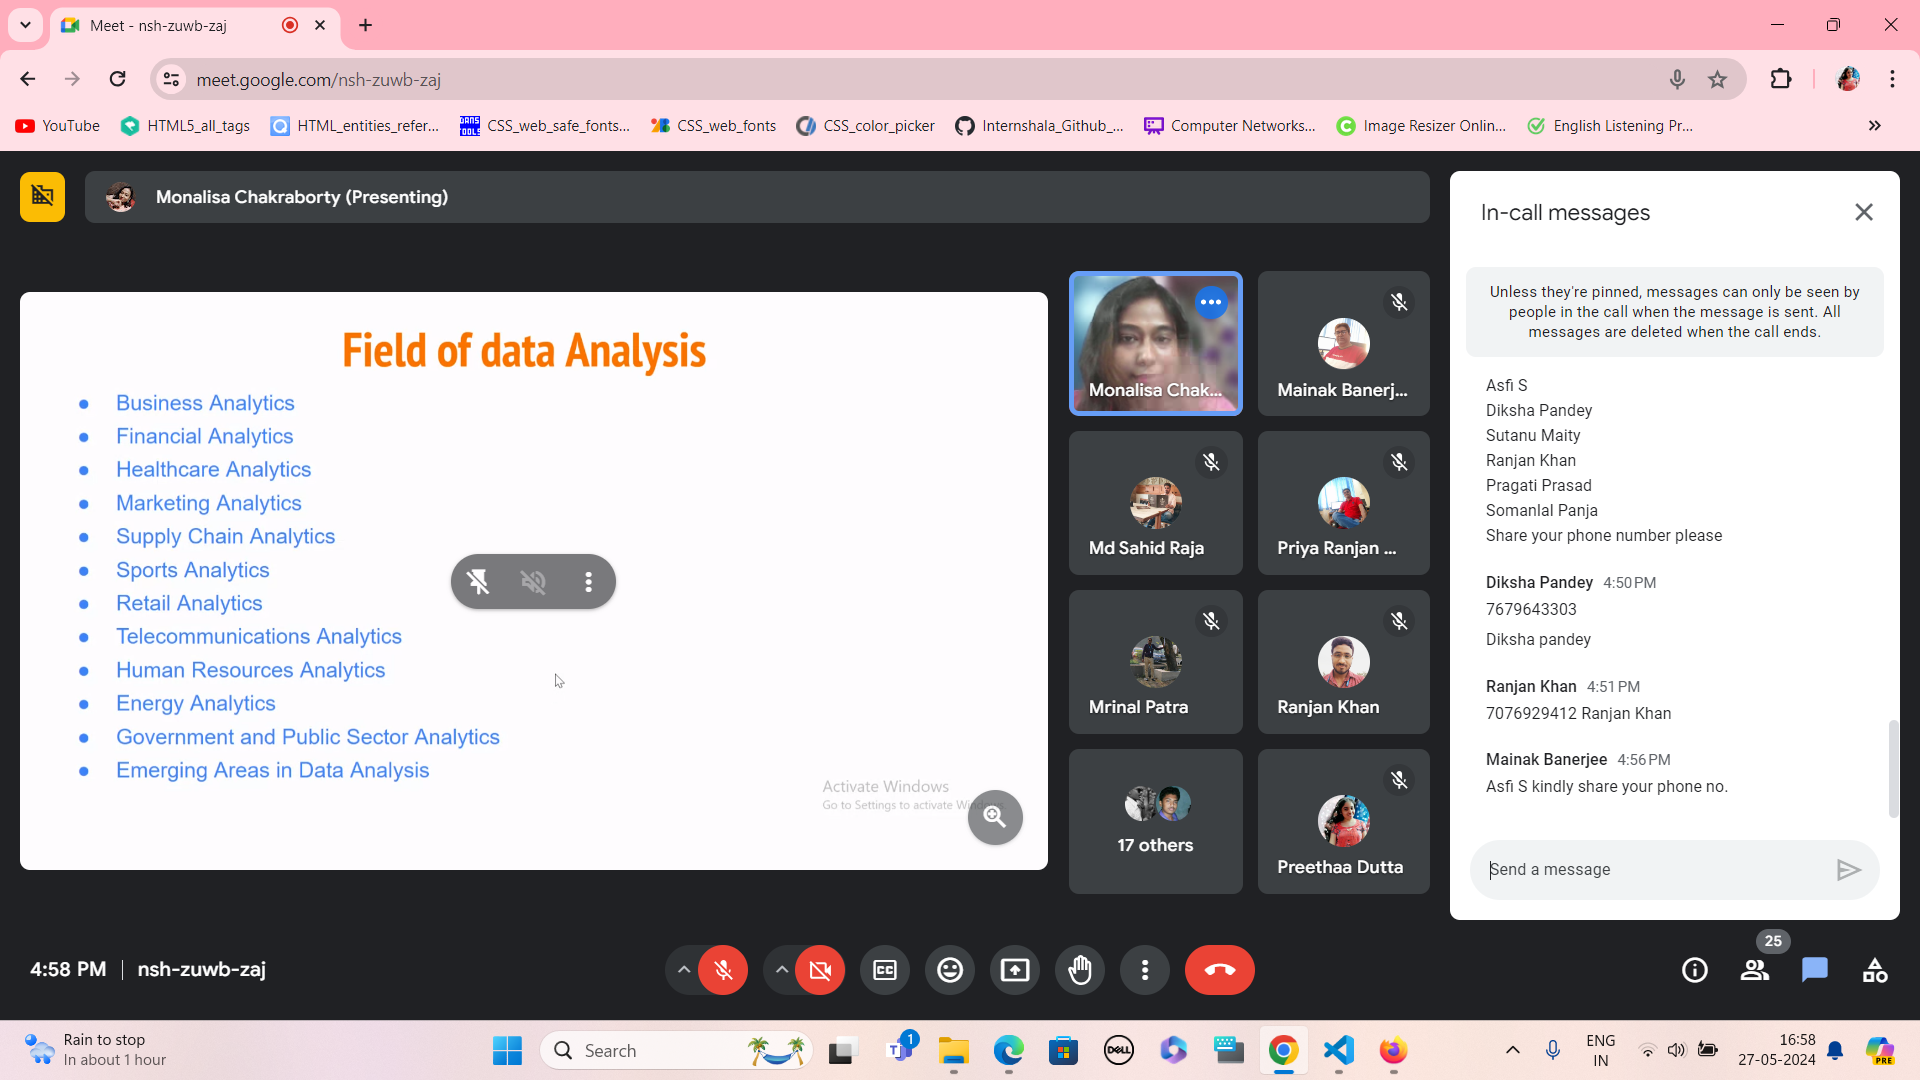 Meet - nsh-zuwb-zaj
meet.google.com/nsh-zuwb-zaj
YouTube
HTML5_all_tags
HTML_entities_refer...
CSS_web_safe_fonts...
CSS_web_fonts
CSS_color_picker
Internshala_Github_...
Computer Networks...
Image Resizer Onlin...
English Listening Pr...
Monalisa Chakraborty (Presenting)
Field of data Analysis
Business Analytics
Financial Analytics
Healthcare Analytics
Marketing Analytics
Supply Chain Analytics
Sports Analytics
Retail Analytics
Telecommunications Analytics
Human Resources Analytics
Energy Analytics
Government and Public Sector Analytics
Emerging Areas in Data Analysis
Activate Windows
Go to Settings to activate
Monalisa Chak...
Mainak Banerj...
Md Sahid Raja
Priya Ranjan ...
Mrinal Patra
Ranjan Khan
17 others
Preethaa Dutta
In-call messages
Unless they're pinned, messages can only be seen by
people in the call when the message is sent. All
messages are deleted when the call ends.
Asfi S
Diksha Pandey
Sutanu Maity
Ranjan Khan
Pragati Prasad
Somanlal Panja
Share your phone number please
Diksha Pandey 4:50 PM
7679643303
Diksha pandey
Ranjan Khan 4:51 PM
7076929412 Ranjan Khan
Mainak Banerjee 4:56 PM
Asfi S kindly share your phone no.
Send a message
4:58 PM
nsh-zuwb-zaj
CC
25
Rain to stop
In about 1 hour
Search
1
DELL
ENG
IN
16:58
27-05-2024
PRE